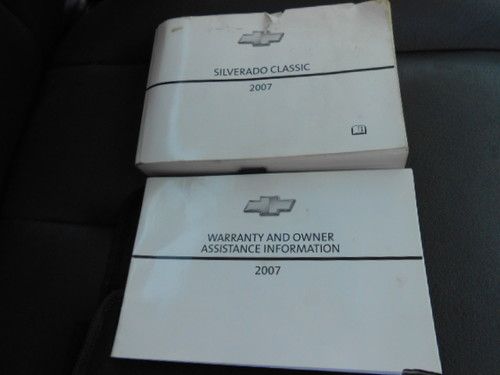 SILVERADO CLASSIC
2007
WARRANTY AND OWNER
ASSISTANCE INFORMATION
2007